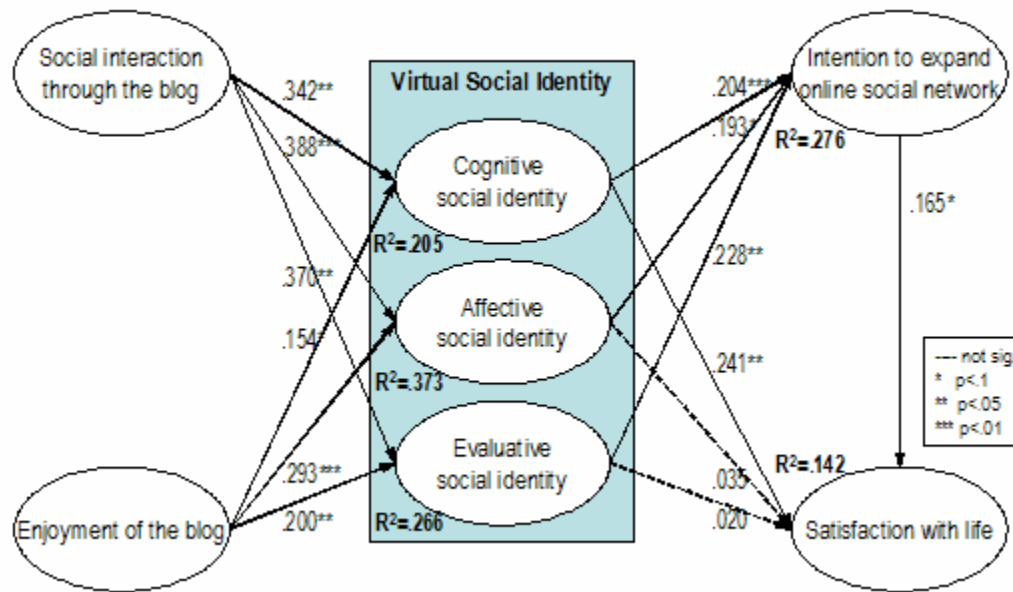 Social interaction
through the blog
Virtual Social Identity
Intention to expand
online social network
.342**
.388***
.204***
.193*
R²=.276
Cognitive
social identity
R²=.205
.165*
.370**
.228**
Affective
social identity
.154*
.241**
R²=.373
--- not sig
* p<.1
** p<.05
*** p<.01
Evaluative
social identity
R²=.142
.293***
.035
.200**
R²=.266
.020
Enjoyment of the blog
Satisfaction with life